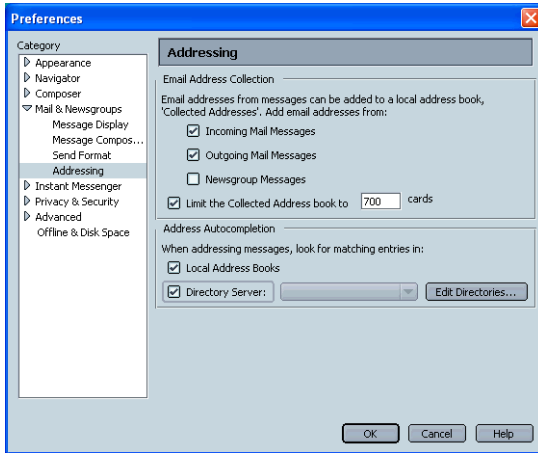 Preferences
Category
Appearance
Navigator
Composer
Mail & Newsgroups
Message Display
Message Compos...
Send Format
Addressing
Instant Messenger
Privacy & Security
Advanced
Offline & Disk Space
Addressing
Email Address Collection
Email addresses from messages can be added to a local address book,
'Collected Addresses'. Add email addresses from:
Incoming Mail Messages
Outgoing Mail Messages
Newsgroup Messages
Limit the Collected Address book to 700 cards
Address Autocompletion
When addressing messages, look for matching entries in:
Local Address Books
Directory Server: Edit Directories...
OK Cancel Help